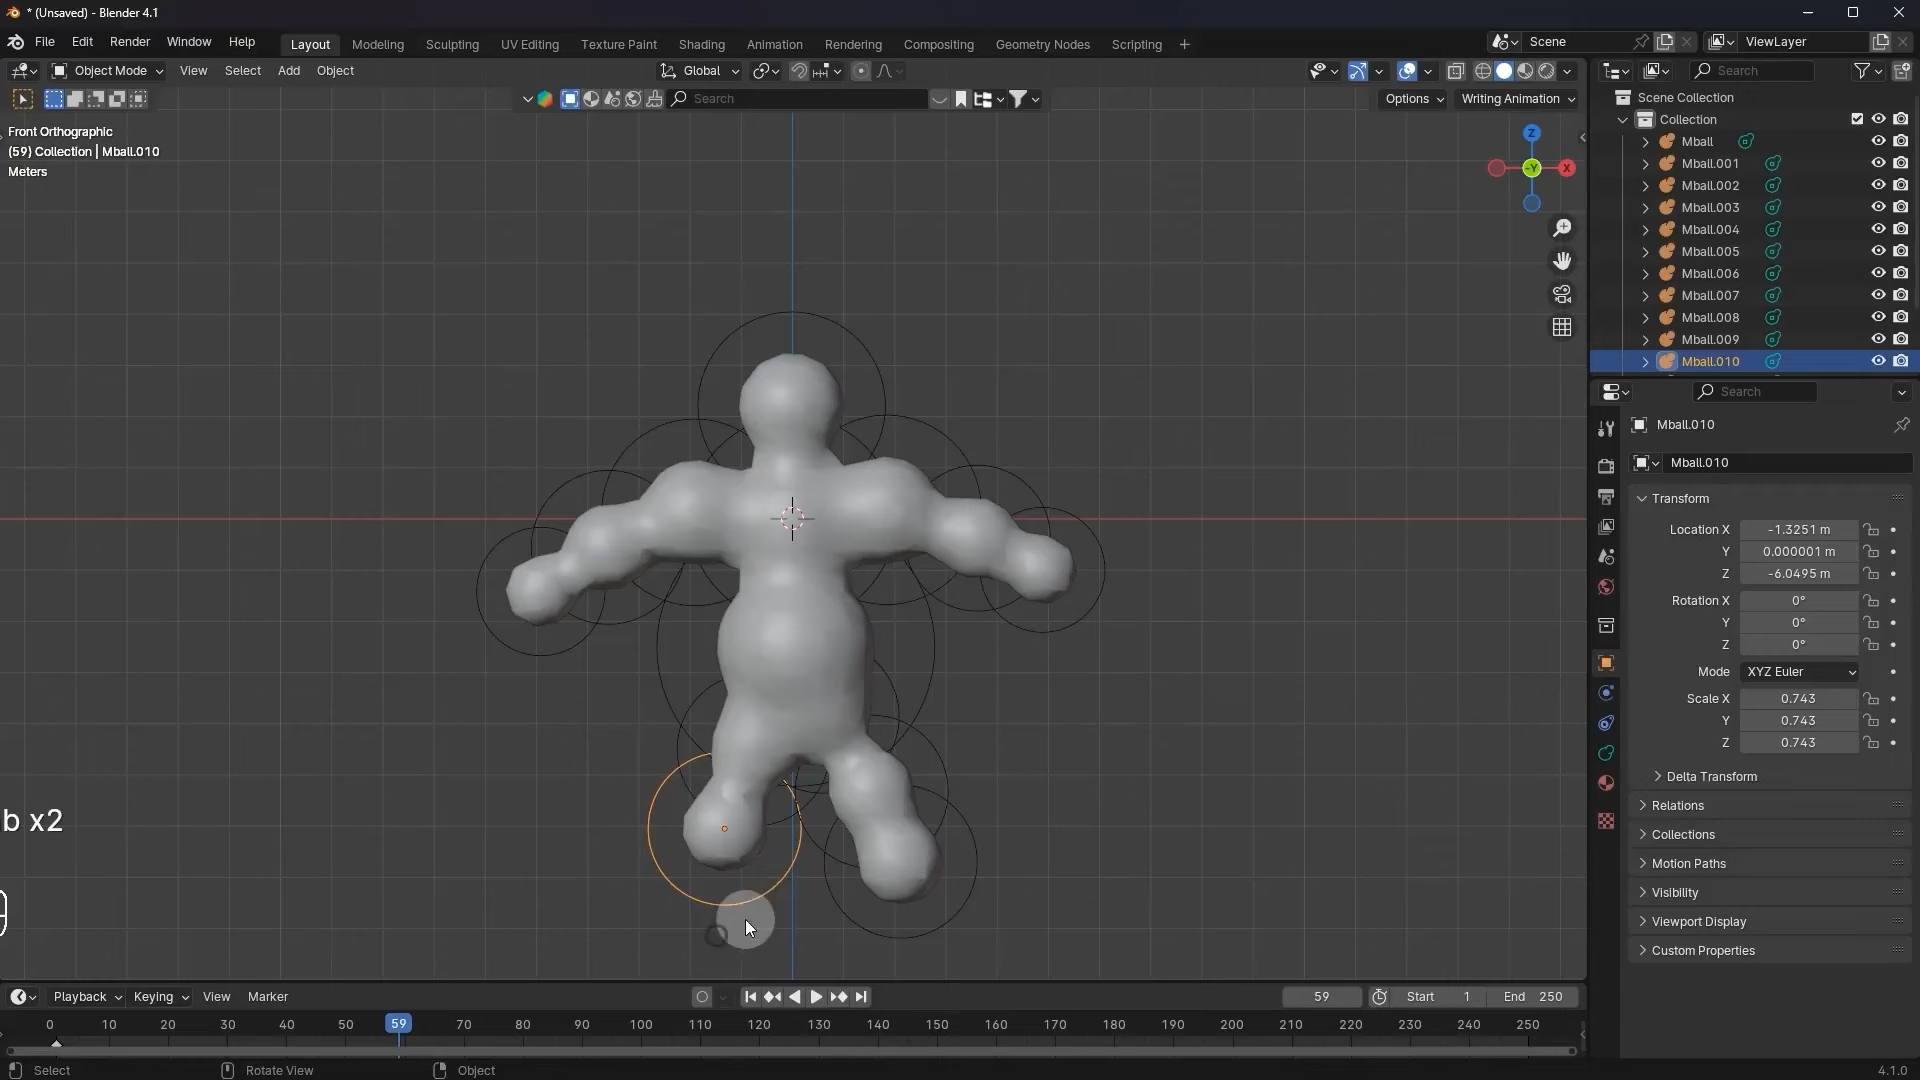 * (Unsaved) - Blender 4.1
File Edit Render Window Help
Layout Modeling Sculpting UV Editing Texture Paint Shading Animation Rendering Compositing Geometry Nodes Scripting +
Scene ViewLayer
Object Mode View Select Add Object Global
Search
Search
Options Writing Animation
Front Orthographic
(59) Collection | Mball.010
Meters
Z
-Y
X
Scene Collection
Collection
Mball
Mball.001
Mball.002
Mball.003
Mball.004
Mball.005
Mball.006
Mball.007
Mball.008
Mball.009
Mball.010
Search
Mball.010
Mball.010
Transform
Location X -1.3251 m
Y 0.000001 m
Z -6.0495 m
Rotation X 0°
Y 0°
Z 0°
Mode XYZ Euler
Scale X 0.743
Y 0.743
Z 0.743
Delta Transform
Relations
Collections
Motion Paths
Visibility
Viewport Display
Custom Properties
b x2
Playback Keying View Marker 59 Start 1 End 250
0 10 20 30 40 50 59 70 80 90 100 110 120 130 140 150 160 170 180 190 200 210 220 230 240 250
Select Rotate View Object 4.1.0